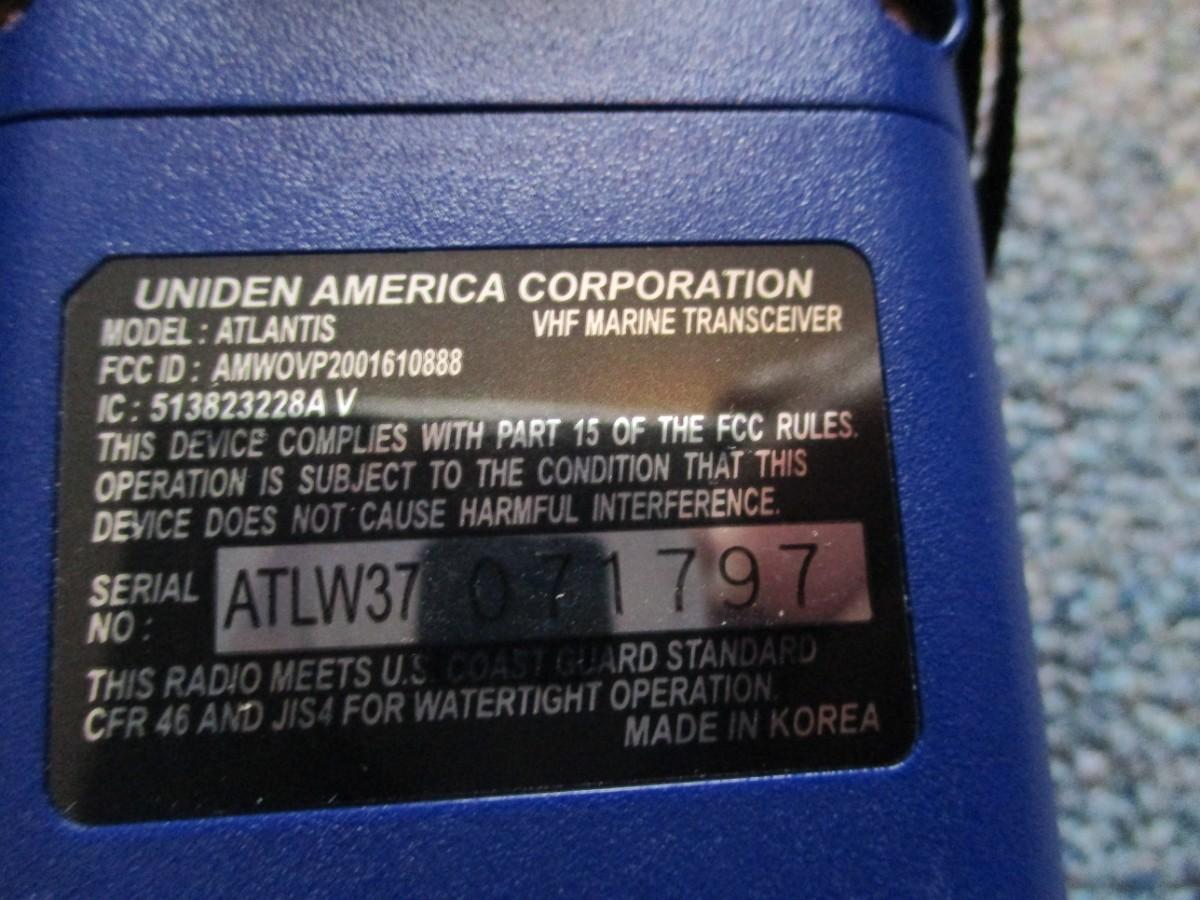 UNIDEN AMERICA CORPORATION
MODEL : ATLANTIS VHF MARINE TRANSCEIVER
FCC ID : AMWOVP2001610888
IC : 513823228A V
THIS DEVICE COMPLIES WITH PART 15 OF THE FCC RULES.
OPERATION IS SUBJECT TO THE CONDITION THAT THIS
DEVICE DOES NOT CAUSE HARMFUL INTERFERENCE.
SERIAL NO : ATLW37 071797
THIS RADIO MEETS U.S. COAST GUARD STANDARD
CFR 46 AND JIS4 FOR WATERTIGHT OPERATION.
MADE IN KOREA